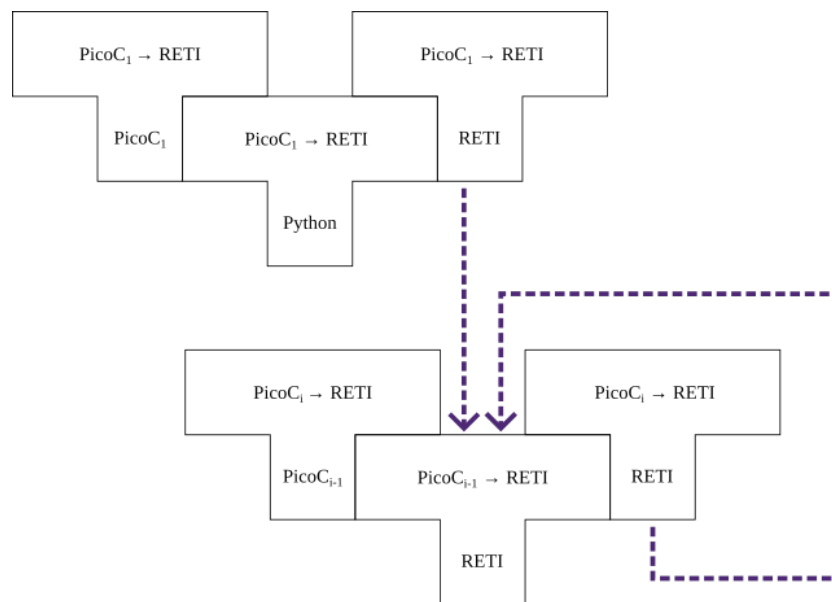 PicoC₁ → RETI
PicoC₁ → RETI
PicoC₁
PicoC₁ → RETI
RETI
Python
PicoCᵢ → RETI
PicoCᵢ → RETI
PicoCᵢ₋₁
PicoCᵢ₋₁ → RETI
RETI
RETI